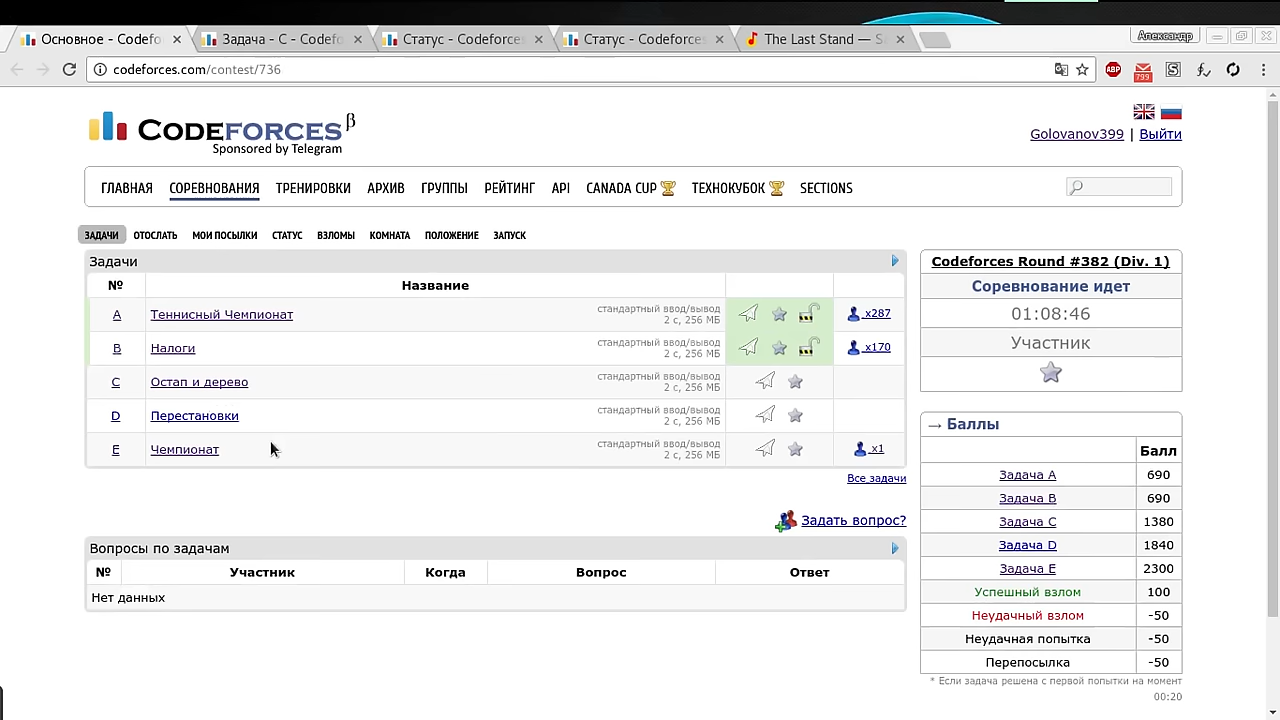 Основное - Codefo
Задача - C - Codefo
Статус - Codeforces
Статус - Codeforces
The Last Stand —
Александр
codeforces.com/contest/736
ABP
799
CODEFORCES β
Sponsored by Telegram
Golovanov399 | Выйти
ГЛАВНАЯ СОРЕВНОВАНИЯ ТРЕНИРОВКИ АРХИВ ГРУППЫ РЕЙТИНГ API CANADA CUP ТЕХНОКУБОК SECTIONS
ЗАДАЧИ ОТОСЛАТЬ МОИ ПОСЫЛКИ СТАТУС ВЗЛОМЫ КОМНАТА ПОЛОЖЕНИЕ ЗАПУСК
Задачи
№ Название
A Теннисный Чемпионат стандартный ввод/вывод
2 с, 256 МБ
x287
B Налоги стандартный ввод/вывод
2 с, 256 МБ
x170
C Остап и дерево стандартный ввод/вывод
2 с, 256 МБ
D Перестановки стандартный ввод/вывод
2 с, 256 МБ
E Чемпионат стандартный ввод/вывод
2 с, 256 МБ
x1
Все задачи
Задать вопрос?
Вопросы по задачам
№ Участник Когда Вопрос Ответ
Нет данных
Codeforces Round #382 (Div. 1)
Соревнование идет
01:08:46
Участник
→ Баллы
Балл
Задача A 690
Задача B 690
Задача C 1380
Задача D 1840
Задача E 2300
Успешный взлом 100
Неудачный взлом -50
Неудачная попытка -50
Перепосылка -50
* Если задача решена с первой попытки на момент
00:20